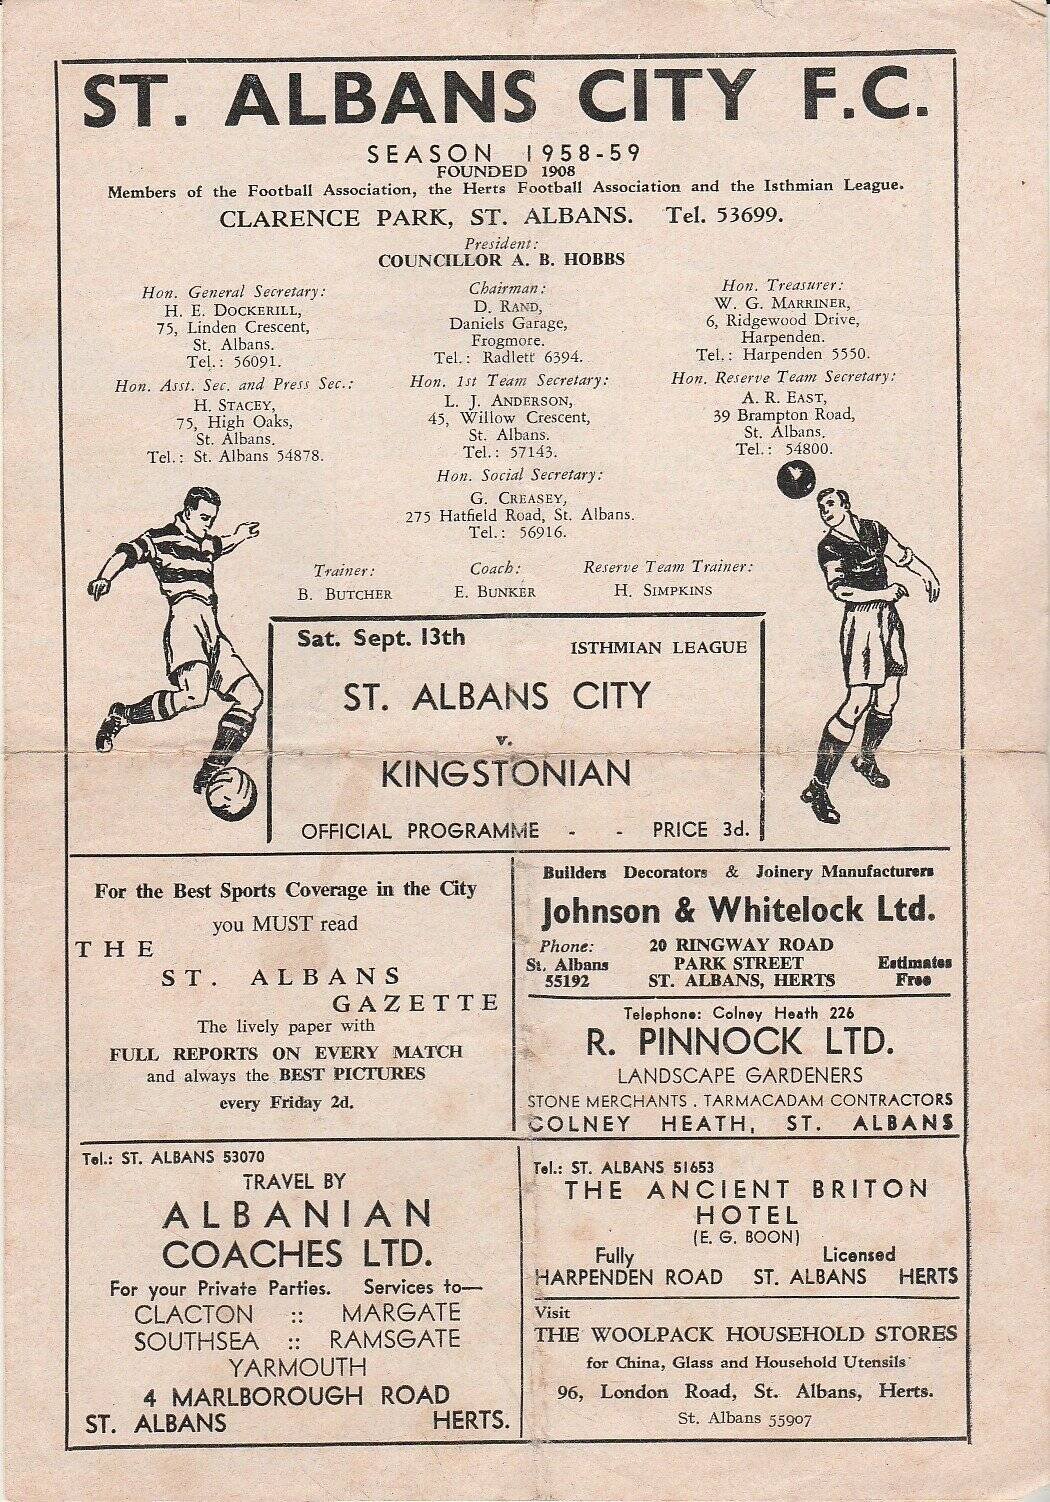 ST. ALBANS CITY F.C.
SEASON 1958-59
FOUNDED 1908
Members of the Football Association, the Herts Football Association and the Isthmian League.
CLARENCE PARK, ST. ALBANS. Tel. 53699.
President:
COUNCILLOR A. B. HOBBS
Hon. General Secretary:
H. E. DOCKERILL,
75, Linden Crescent,
St. Albans.
Tel.: 56091.
Chairman:
D. RAND,
Daniels Garage,
Frogmore.
Tel.: Radlett 6394.
Hon. Treasurer:
W. G. MARRINER,
6, Ridgewood Drive,
Harpenden.
Tel.: Harpenden 5550.
Hon. Asst. Sec. and Press Sec.:
H. STACEY,
75, High Oaks,
St. Albans.
Tel.: St. Albans 54878.
Hon. 1st Team Secretary:
L. J. ANDERSON,
45, Willow Crescent,
St. Albans.
Tel.: 57143.
Hon. Reserve Team Secretary:
A. R. EAST,
39 Brampton Road,
St. Albans.
Tel.: 54800.
Hon. Social Secretary:
G. CREASEY,
275 Hatfield Road, St. Albans.
Tel.: 56916.
Trainer:
B. BUTCHER
Coach:
E. BUNKER
Reserve Team Trainer:
H. SIMPKINS
Sat. Sept. 13th
ISTHMIAN LEAGUE
ST. ALBANS CITY
v.
KINGSTONIAN
OFFICIAL PROGRAMME - - PRICE 3d.
For the Best Sports Coverage in the City
you MUST read
THE
ST. ALBANS
GAZETTE
The lively paper with
FULL REPORTS ON EVERY MATCH
and always the BEST PICTURES
every Friday 2d.
Builders Decorators & Joinery Manufacturers
Johnson & Whitelock Ltd.
Phone: 20 RINGWAY ROAD
St. Albans PARK STREET Estimates
55192 ST. ALBANS, HERTS Free
Telephone: Colney Heath 226
R. PINNOCK LTD.
LANDSCAPE GARDENERS
STONE MERCHANTS . TARMACADAM CONTRACTORS
COLNEY HEATH, ST. ALBANS
Tel.: ST. ALBANS 53070
TRAVEL BY
ALBANIAN
COACHES LTD.
For your Private Parties. Services to—
CLACTON :: MARGATE
SOUTHSEA :: RAMSGATE
YARMOUTH
4 MARLBOROUGH ROAD
ST. ALBANS HERTS.
Tel.: ST. ALBANS 51653
THE ANCIENT BRITON
HOTEL
(E. G. BOON)
Fully Licensed
HARPENDEN ROAD ST. ALBANS HERTS
Visit
THE WOOLPACK HOUSEHOLD STORES
for China, Glass and Household Utensils
96, London Road, St. Albans, Herts.
St. Albans 55907